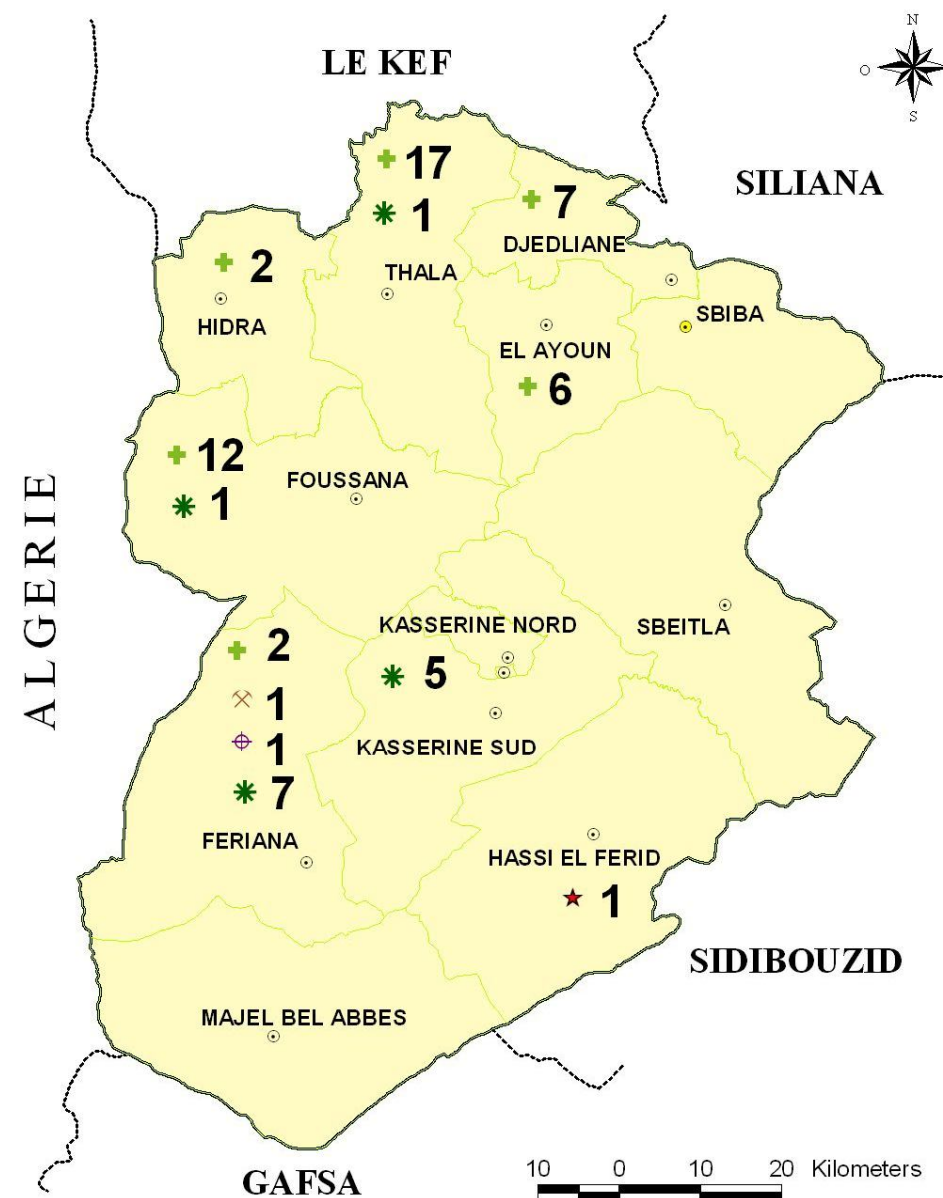 N
O
S
LE KEF
SILIANA
17
1
7
DJEDLIANE
2
THALA
HIDRA
SBIBA
EL AYOUN
6
12
1
FOUSSANA
ALGERIE
2
KASSERINE NORD
SBEITLA
5
1
1
KASSERINE SUD
7
FERIANA
HASSI EL FERID
1
SIDIBOUZID
MAJEL BEL ABBES
10 0 10 20 Kilometers
GAFSA